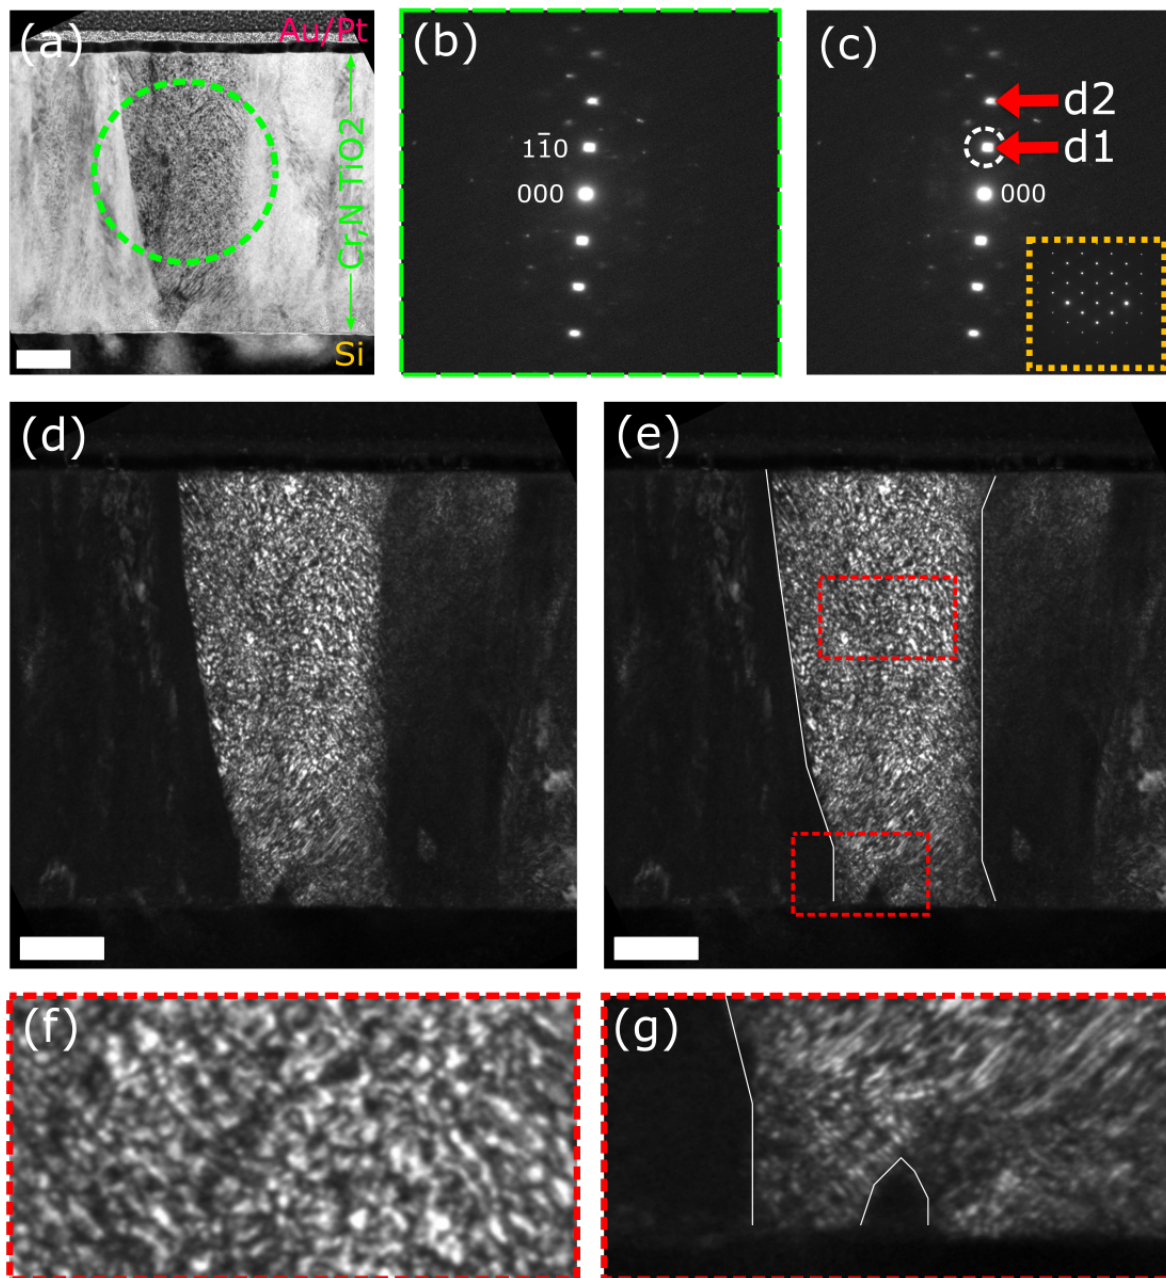 (a)
Au/Pt
Cr,N TiO2
Si
(b)
11̄0
000
(c)
d2
d1
000
(d)
(e)
(f)
(g)